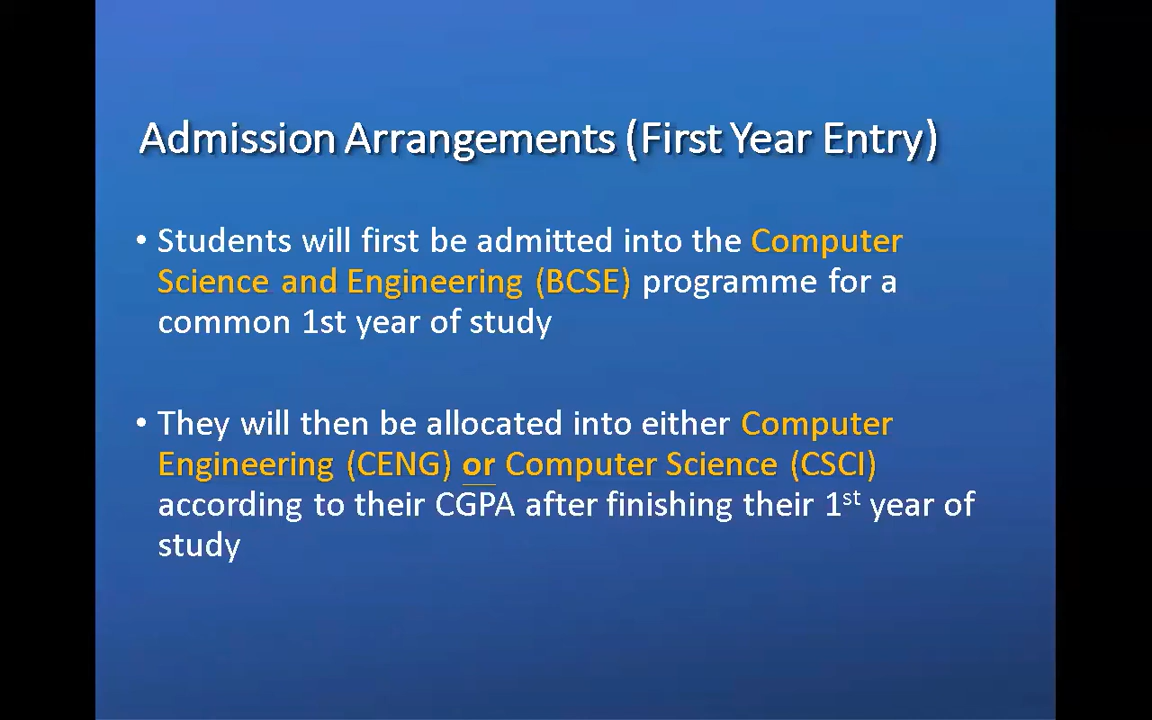 Admission Arrangements (First Year Entry)
• Students will first be admitted into the Computer
Science and Engineering (BCSE) programme for a
common 1st year of study
• They will then be allocated into either Computer
Engineering (CENG) or Computer Science (CSCI)
according to their CGPA after finishing their 1st year of
study